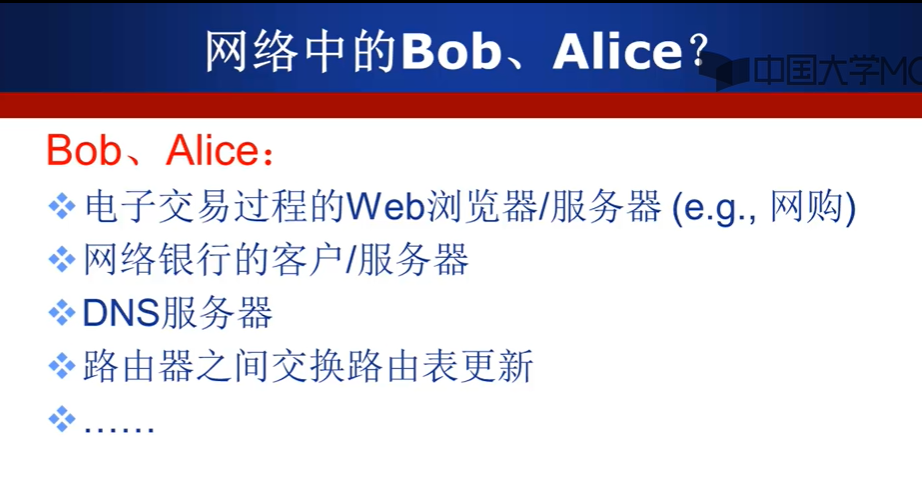 网络中的Bob、Alice？
中国大学MO
Bob、Alice：
电子交易过程的Web浏览器/服务器 (e.g., 网购)
网络银行的客户/服务器
DNS服务器
路由器之间交换路由表更新
……